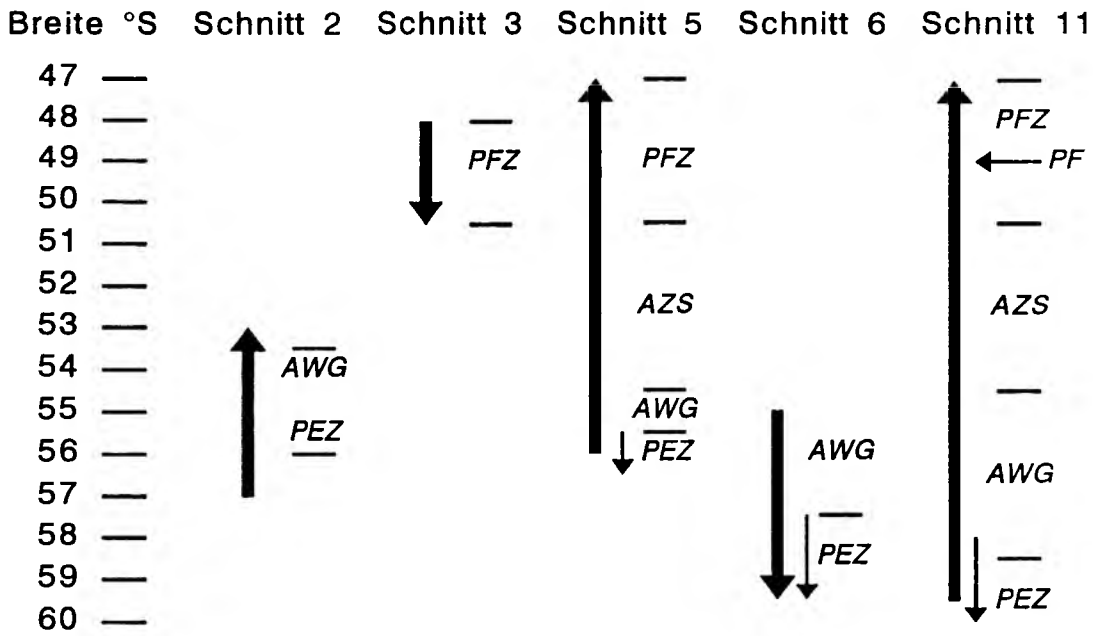 Breite °S Schnitt 2 Schnitt 3 Schnitt 5 Schnitt 6 Schnitt 11
47
48 PFZ
49 PFZ PFZ PF
50
51
52
53 AZS AZS
54 AWG
55 AWG
PEZ
56 PEZ AWG
57 AWG
58 PEZ
59 PEZ
60